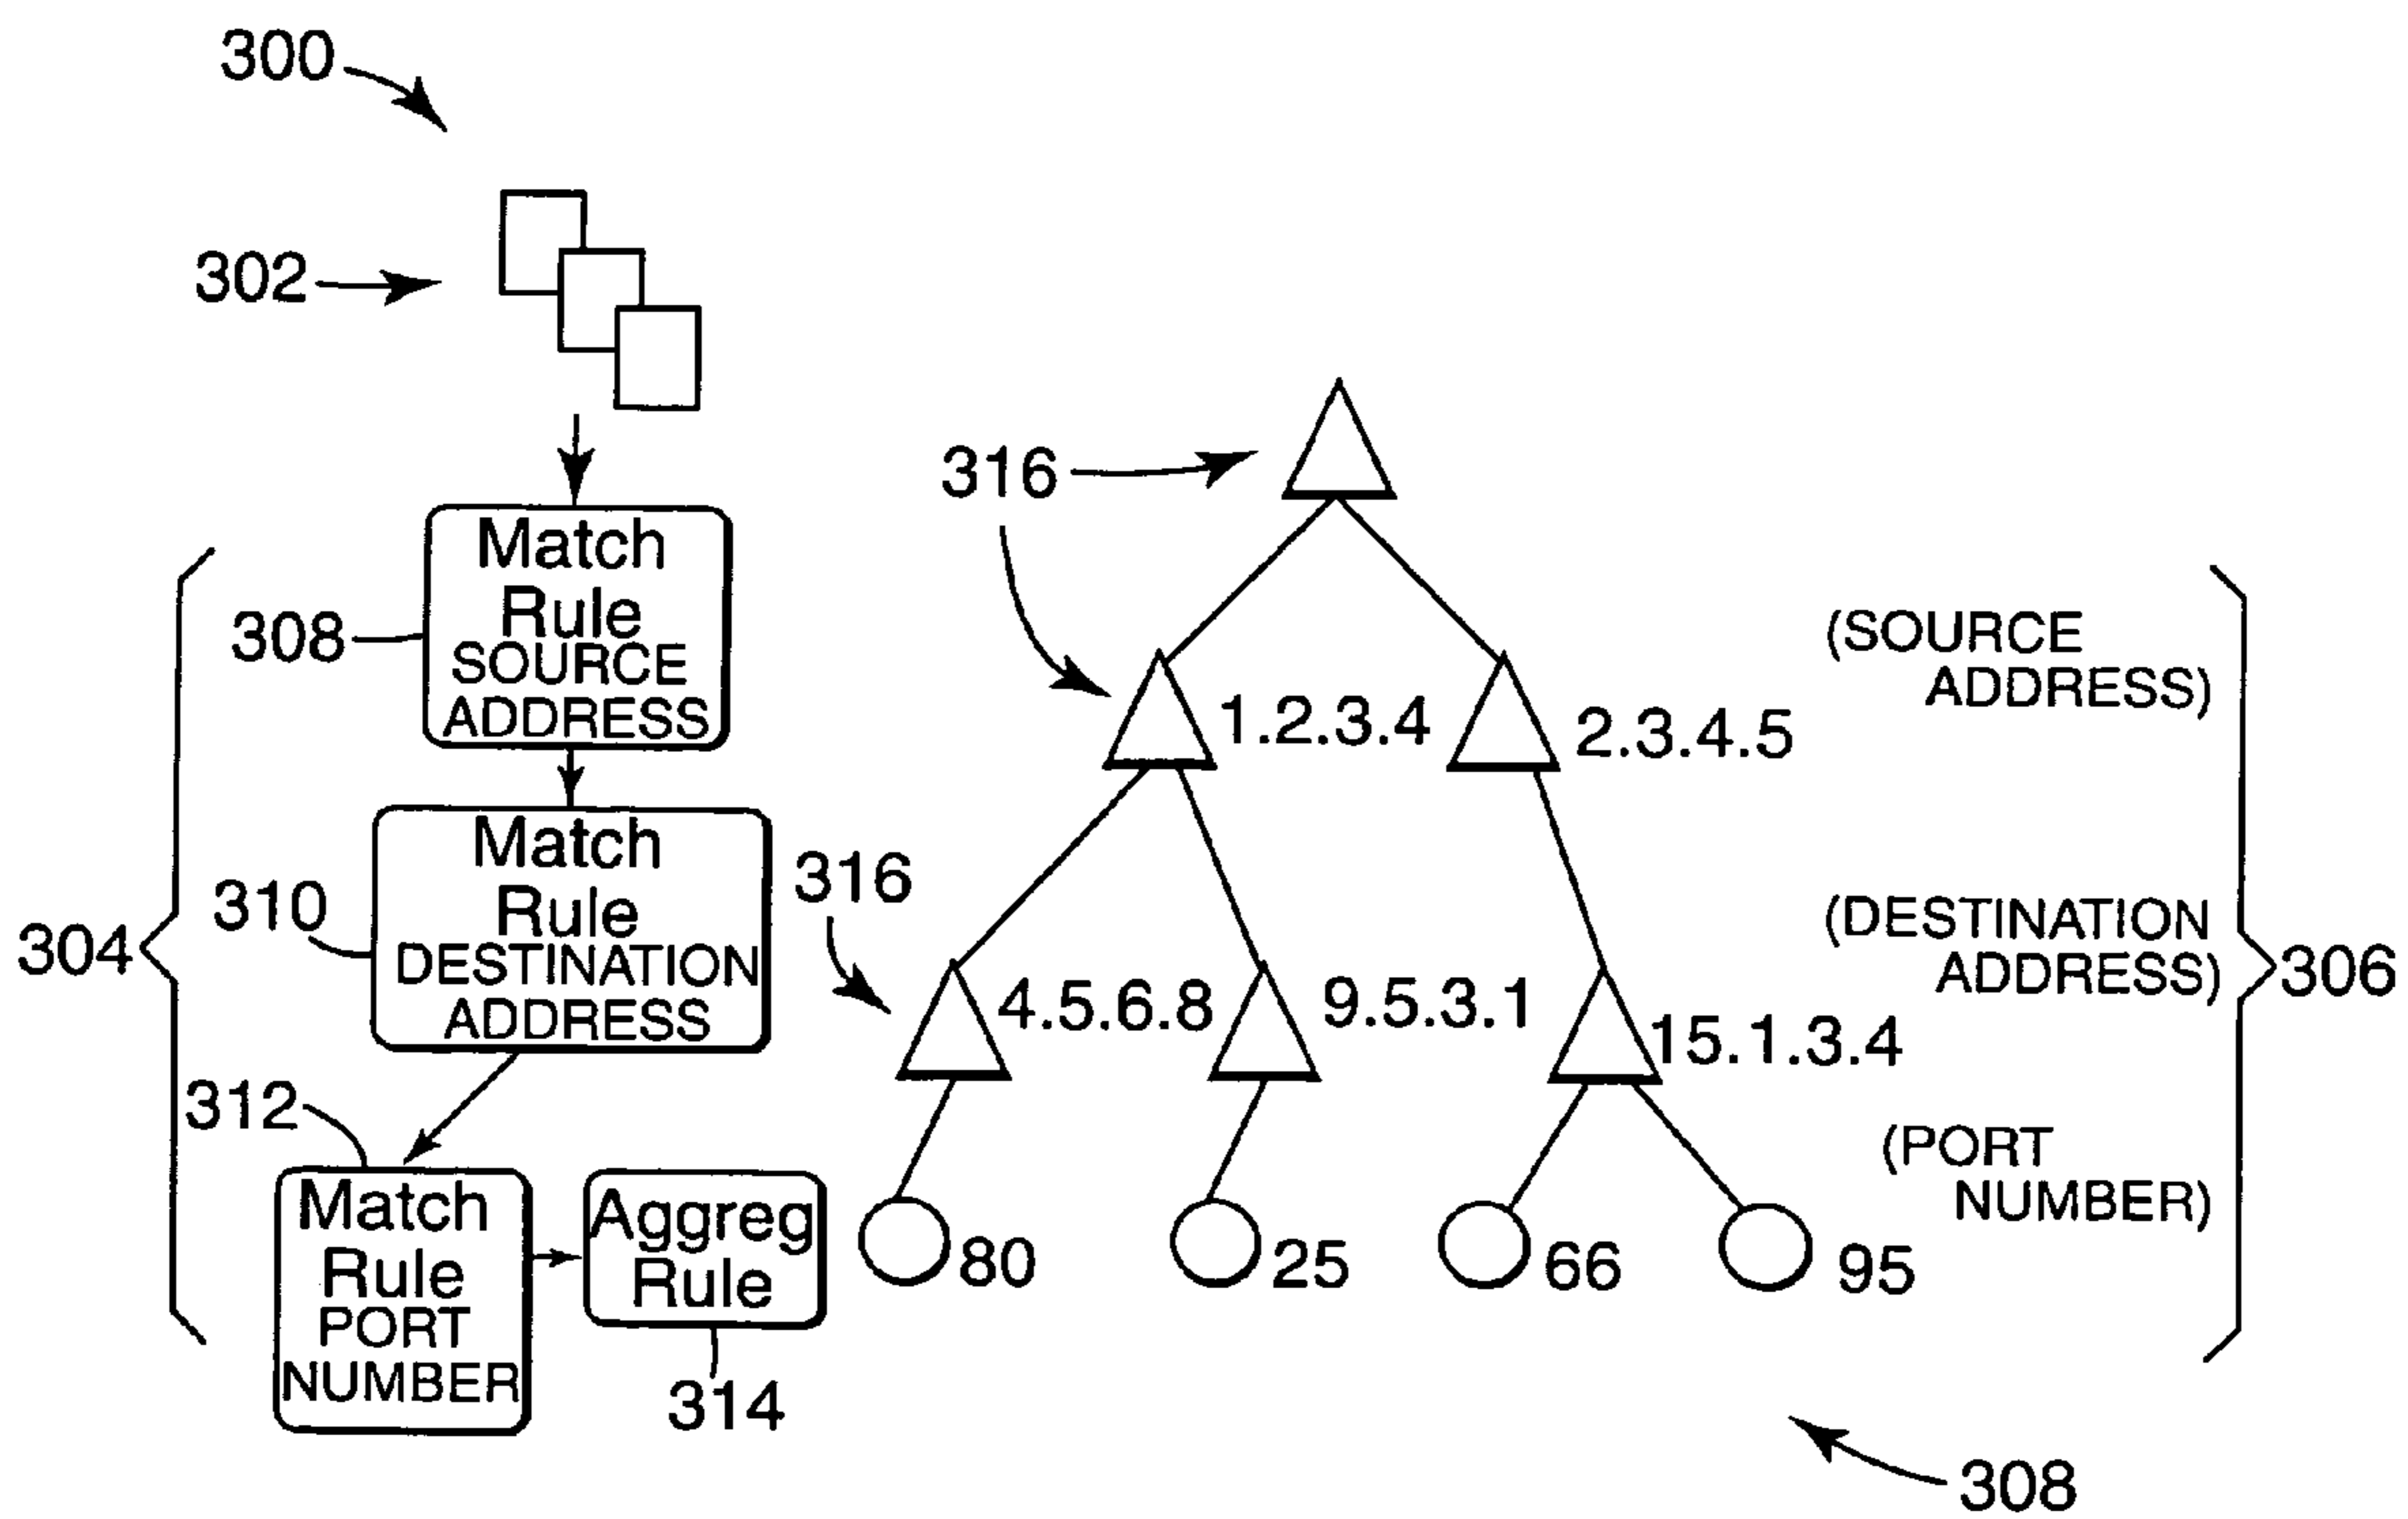 300
302
316
Match
Rule
SOURCE
ADDRESS
308
(SOURCE
ADDRESS)
1.2.3.4
2.3.4.5
Match
Rule
DESTINATION
ADDRESS
310
304
316
(DESTINATION
ADDRESS)
306
4.5.6.8
9.5.3.1
15.1.3.4
312
Match
Rule
PORT
NUMBER
Aggreg
Rule
314
(PORT
NUMBER)
80
25
66
95
308